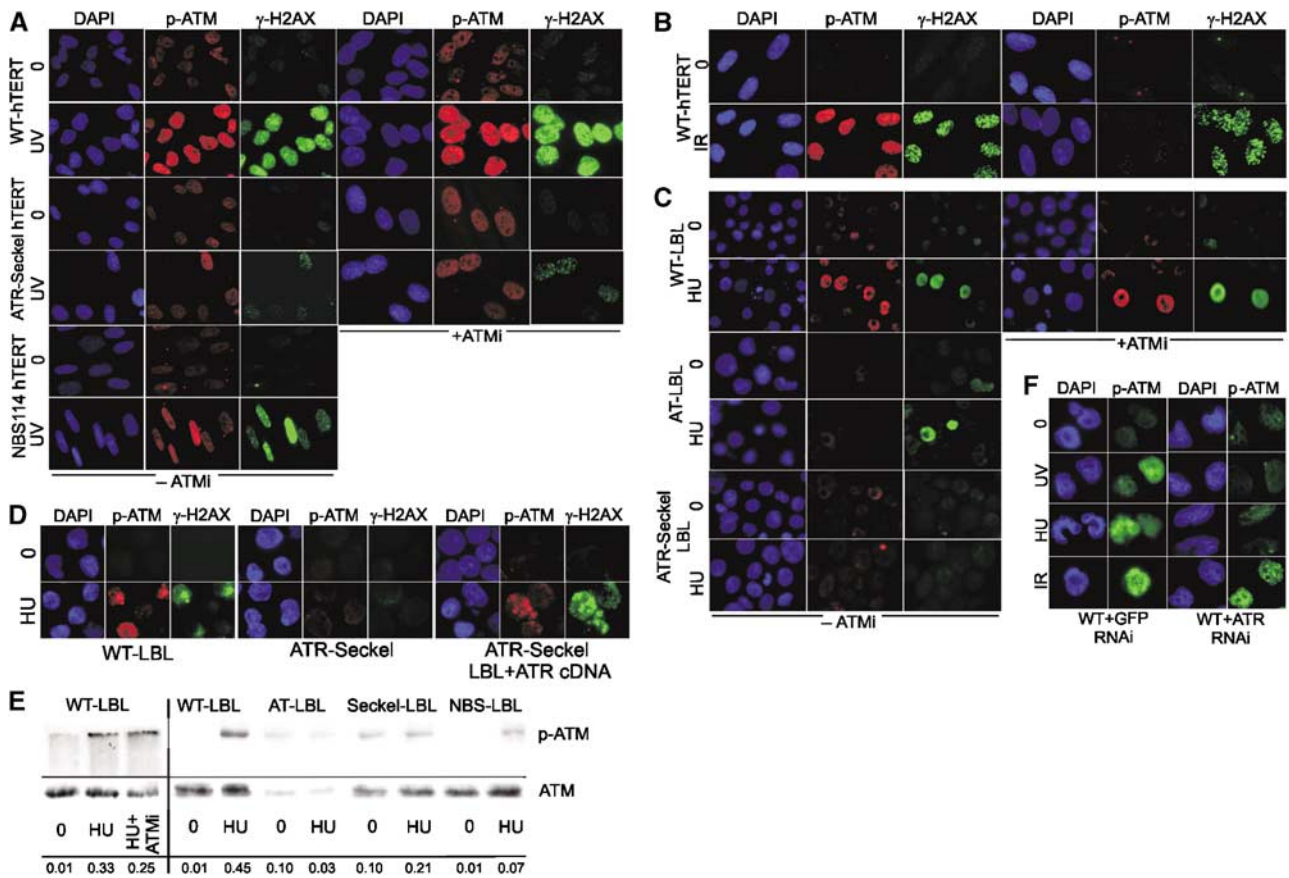 A
DAPI p-ATM γ-H2AX DAPI p-ATM γ-H2AX
WT-hTERT
0
UV
ATR-Seckel hTERT
0
UV
NBS114 hTERT
0
UV
+ATMi
– ATMi
B
DAPI p-ATM γ-H2AX DAPI p-ATM γ-H2AX
WT-hTERT
0
IR
C
WT-LBL
0
HU
+ATMi
AT-LBL
0
HU
ATR-Seckel
LBL
0
HU
– ATMi
D
DAPI p-ATM γ-H2AX DAPI p-ATM γ-H2AX DAPI p-ATM γ-H2AX
0
HU
WT-LBL
ATR-Seckel
ATR-Seckel
LBL+ATR cDNA
E
WT-LBL WT-LBL AT-LBL Seckel-LBL NBS-LBL
p-ATM
ATM
0 HU HU+ ATMi 0 HU 0 HU 0 HU 0 HU
0.01 0.33 0.25 0.01 0.45 0.10 0.03 0.10 0.21 0.01 0.07
F
DAPI p-ATM DAPI p-ATM
0
UV
HU
IR
WT+GFP
RNAi
WT+ATR
RNAi